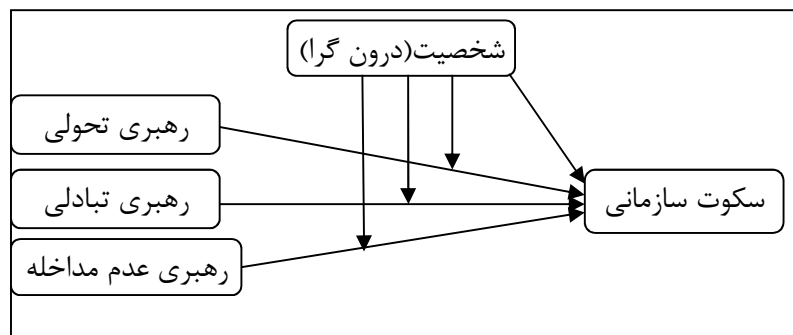 شخصیت(درون گرا)
رهبری تحولی
رهبری تبادلی
سکوت سازمانی
رهبری عدم مداخله